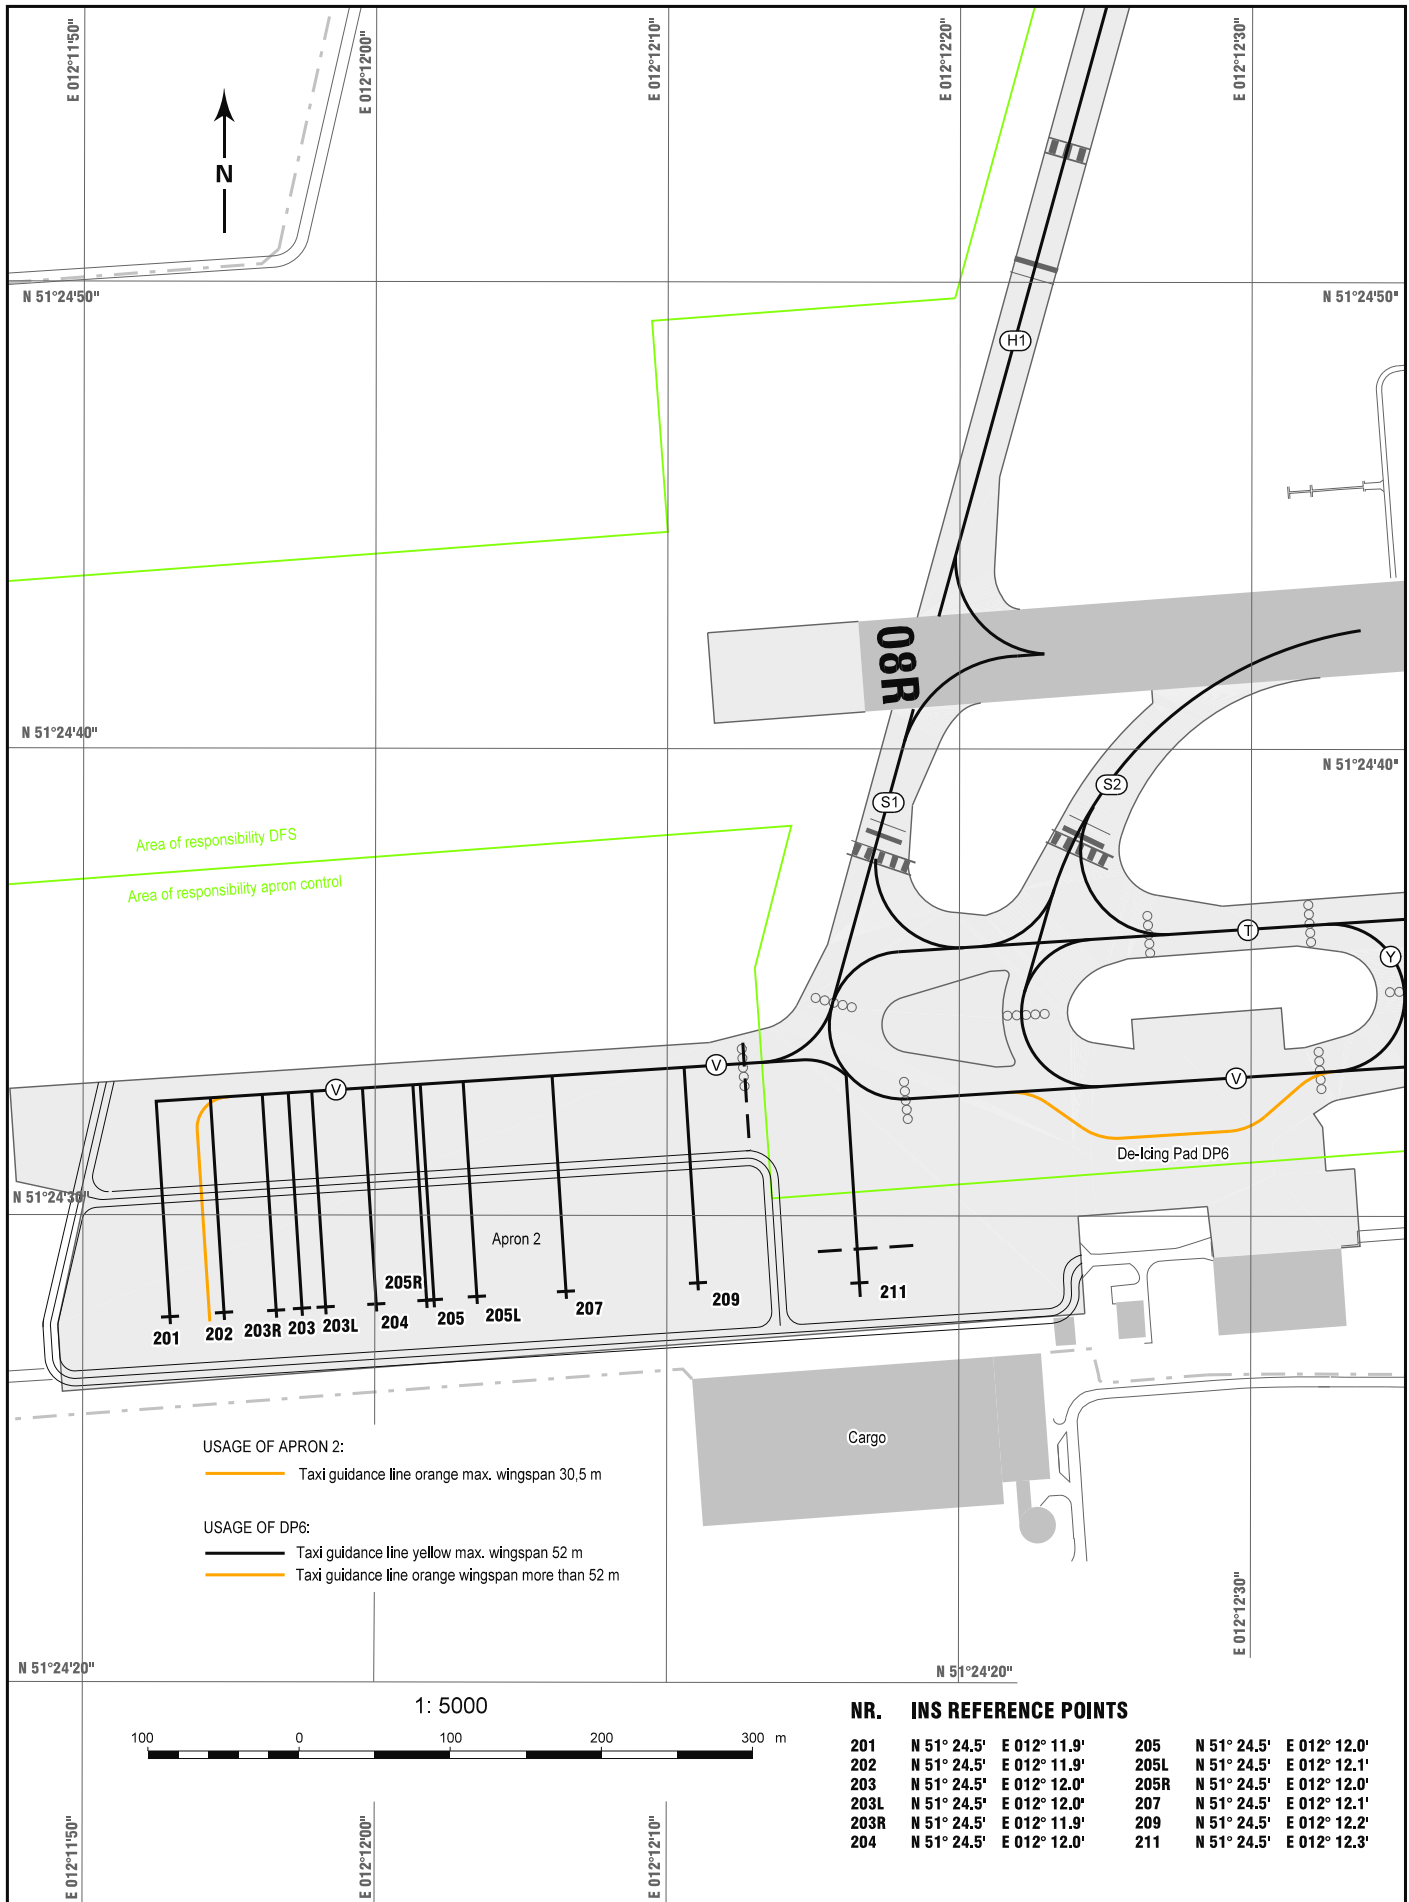 E 012°11'50"
E 012°12'00"
E 012°12'10"
E 012°12'20"
E 012°12'30"
N
N 51°24'50"
N 51°24'50"
H1
08R
N 51°24'40"
N 51°24'40"
S1
S2
Area of responsibility DFS
Area of responsibility apron control
T
Y
V
V
V
De-Icing Pad DP6
N 51°24'30"
Apron 2
201
202
203R
203
203L
204
205R
205
205L
207
209
211
Cargo
USAGE OF APRON 2:
Taxi guidance line orange max. wingspan 30,5 m
USAGE OF DP6:
Taxi guidance line yellow max. wingspan 52 m
Taxi guidance line orange wingspan more than 52 m
E 012°12'30"
N 51°24'20"
N 51°24'20"
1: 5000
100 0 100 200 300 m
NR. INS REFERENCE POINTS
201 N 51° 24.5' E 012° 11.9' 205 N 51° 24.5' E 012° 12.0'
202 N 51° 24.5' E 012° 11.9' 205L N 51° 24.5' E 012° 12.1'
203 N 51° 24.5' E 012° 12.0' 205R N 51° 24.5' E 012° 12.0'
203L N 51° 24.5' E 012° 12.0' 207 N 51° 24.5' E 012° 12.1'
203R N 51° 24.5' E 012° 11.9' 209 N 51° 24.5' E 012° 12.2'
204 N 51° 24.5' E 012° 12.0' 211 N 51° 24.5' E 012° 12.3'
E 012°11'50"
E 012°12'00"
E 012°12'10"